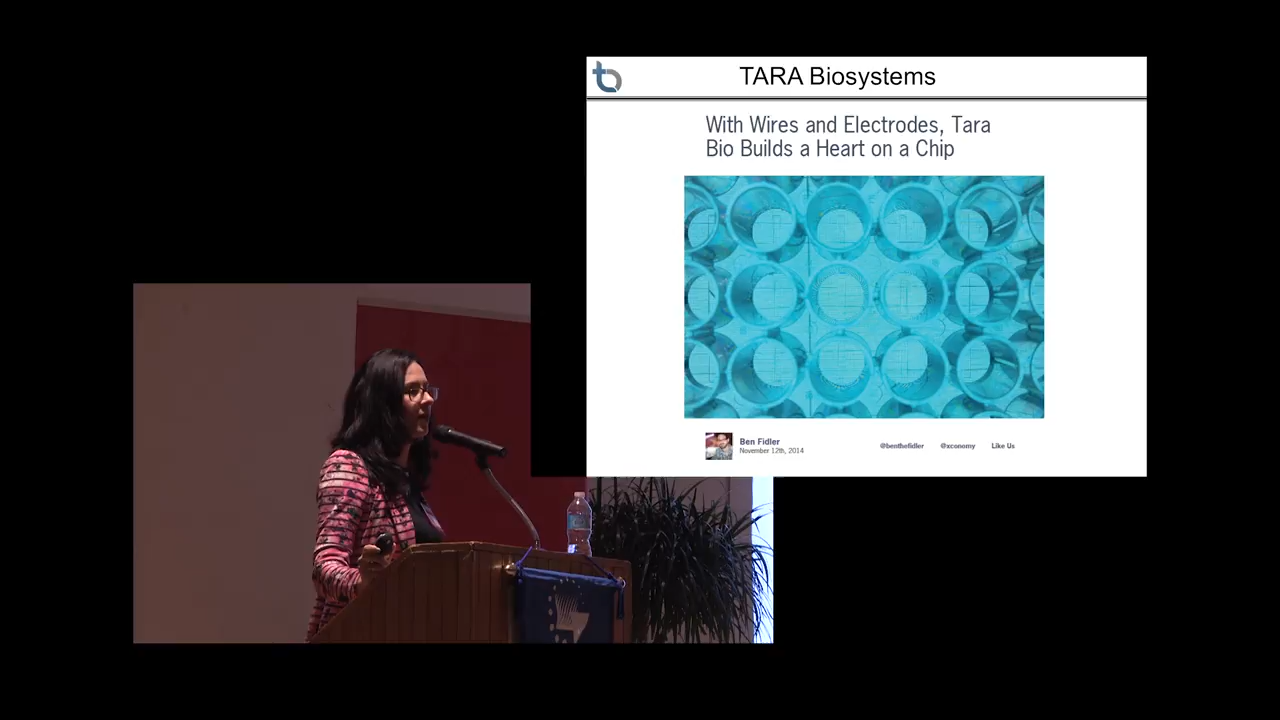 TARA Biosystems
With Wires and Electrodes, Tara
Bio Builds a Heart on a Chip
Ben Fidler
November 12th, 2014
@benthefidler @xconomy Like Us